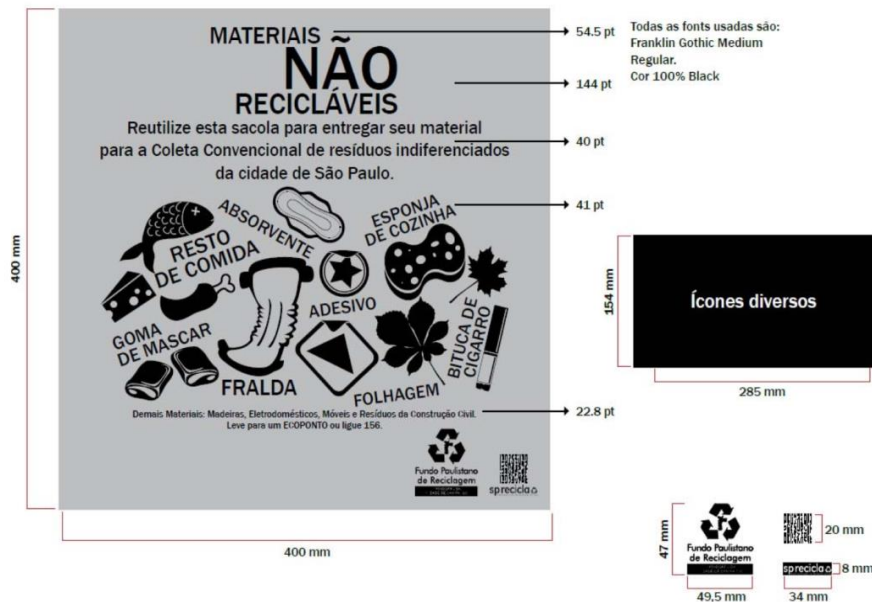 MATERIAIS
NÃO
RECICLÁVEIS
Reutilize esta sacola para entregar seu material
para a Coleta Convencional de resíduos indiferenciados
da cidade de São Paulo.
ABSORVENTE
ESPONJA
DE COZINHA
RESTO
DE COMIDA
ADESIVO
GOMA
DE MASCAR
BITUCA DE
CIGARRO
FRALDA
FOLHAGEM
Demais Materiais: Madeiras, Eletrodomésticos, Móveis e Resíduos da Construção Civil.
Leve para um ECOPONTO ou ligue 156.
Fundo Paulistano
de Reciclagem
sprecicla
400 mm
400 mm
54.5 pt
144 pt
40 pt
41 pt
22.8 pt
Todas as fonts usadas são:
Franklin Gothic Medium
Regular.
Cor 100% Black
154 mm
Ícones diversos
285 mm
47 mm
Fundo Paulistano
de Reciclagem
49.5 mm
20 mm
sprecicla
8 mm
34 mm